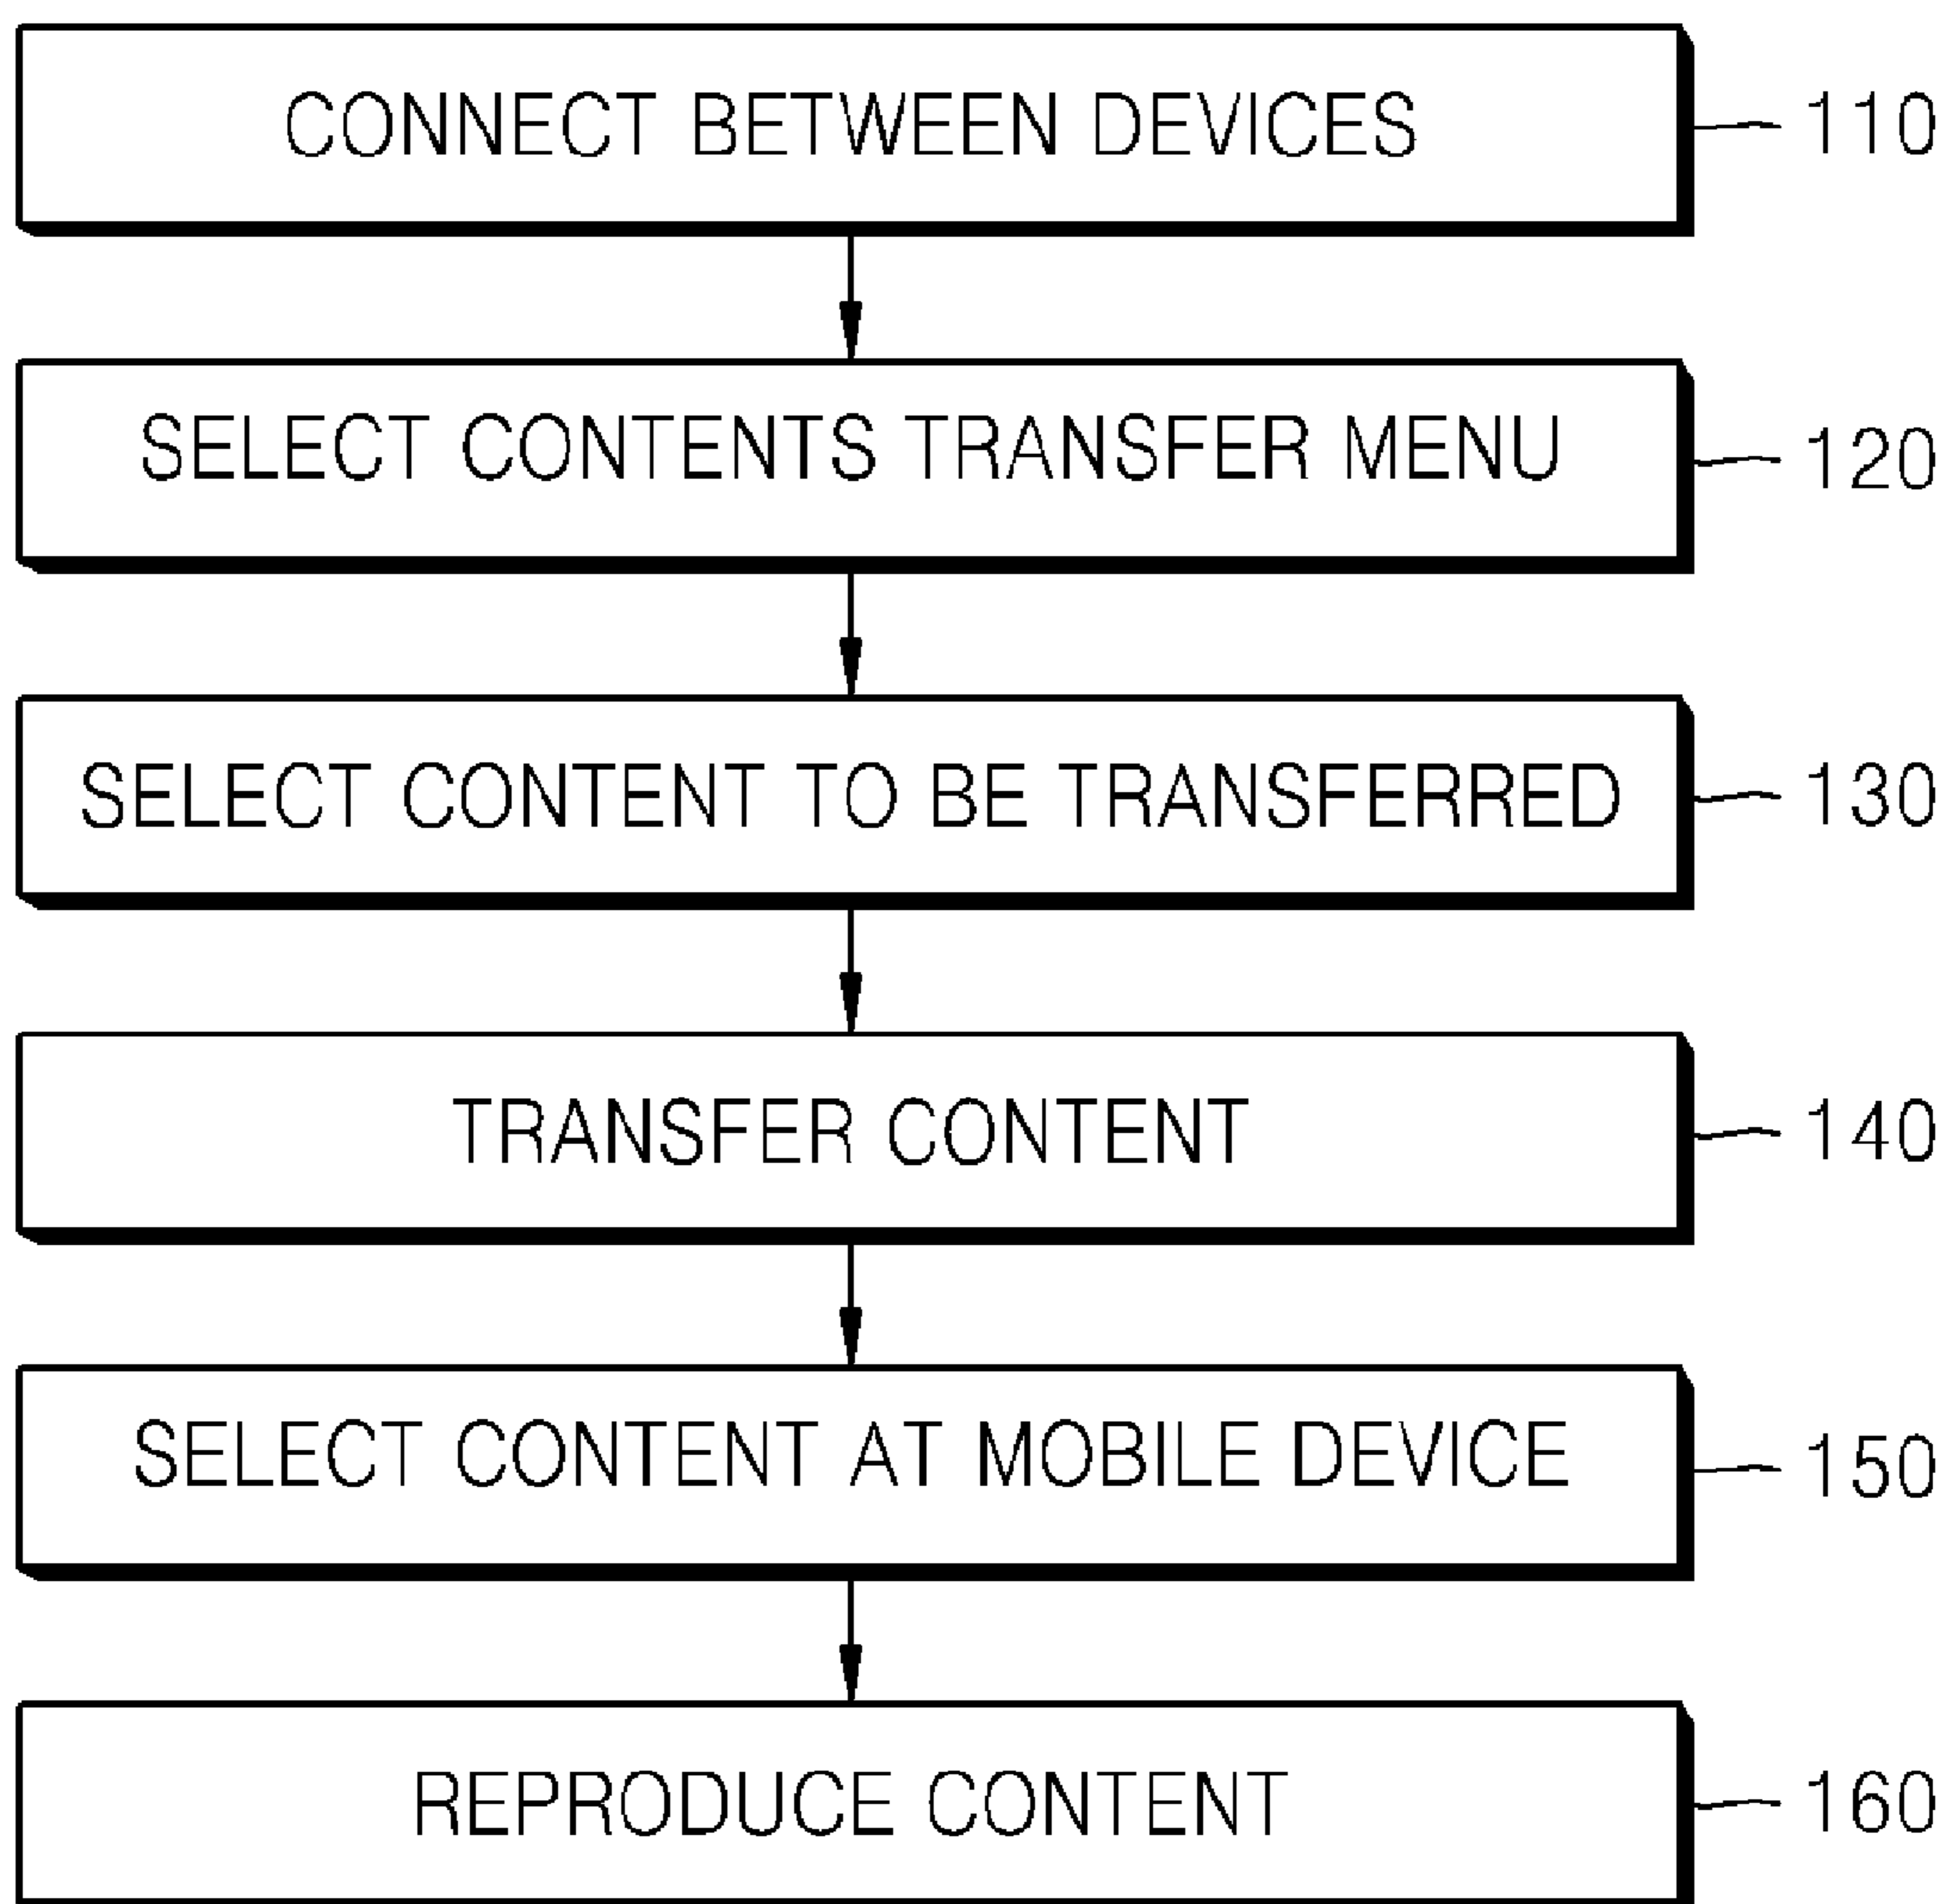 CONNECT BETWEEN DEVICES 110
SELECT CONTENTS TRANSFER MENU 120
SELECT CONTENT TO BE TRANSFERRED 130
TRANSFER CONTENT 140
SELECT CONTENT AT MOBILE DEVICE 150
REPRODUCE CONTENT 160